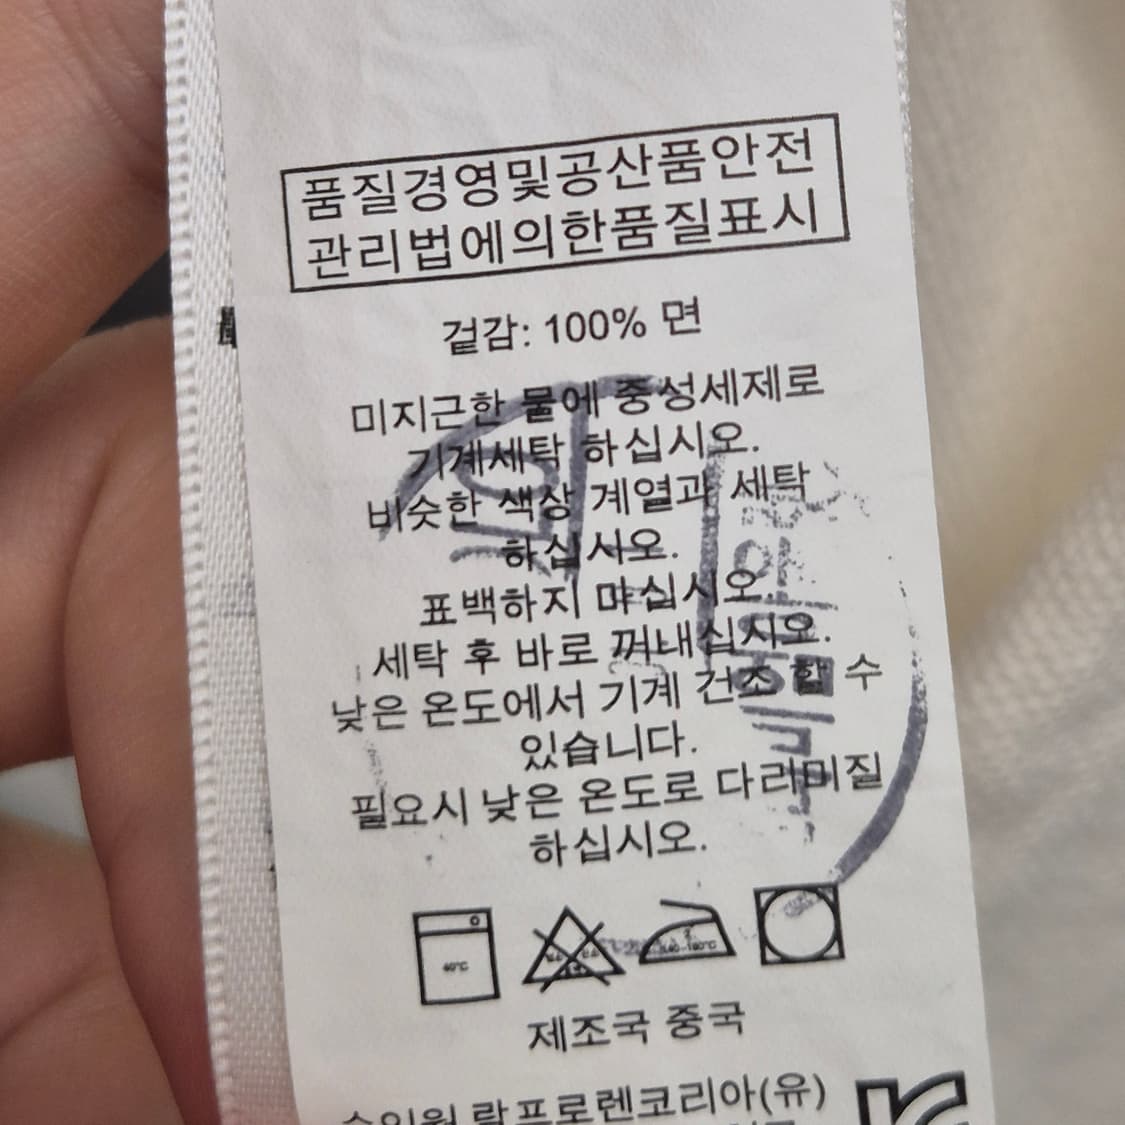 품질경영및공산품안전
관리법에의한품질표시
겉감: 100% 면
미지근한 물에 중성세제로
기계세탁 하십시오.
비슷한 색상 계열과 세탁
하십시오.
표백하지 먀십시오.
세탁 후 바로 꺼내십시오.
낮은 온도에서 기계 건조 할 수
있습니다.
필요시 낮은 온도로 다리미질
하십시오.
40°C
제조국 중국
수입원 랄프로렌코리아(유)